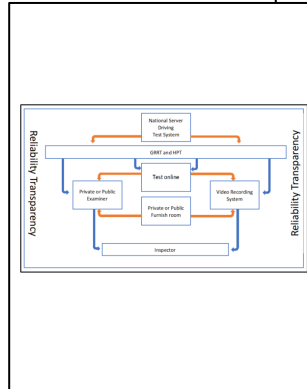 National Server
Driving
Test System
GRRT and HPT
Test online
Private or Public
Examiner
Video Recording
System
Private or Public
Furnish room
Inspector
Reliability Transparency
Reliability Transparency